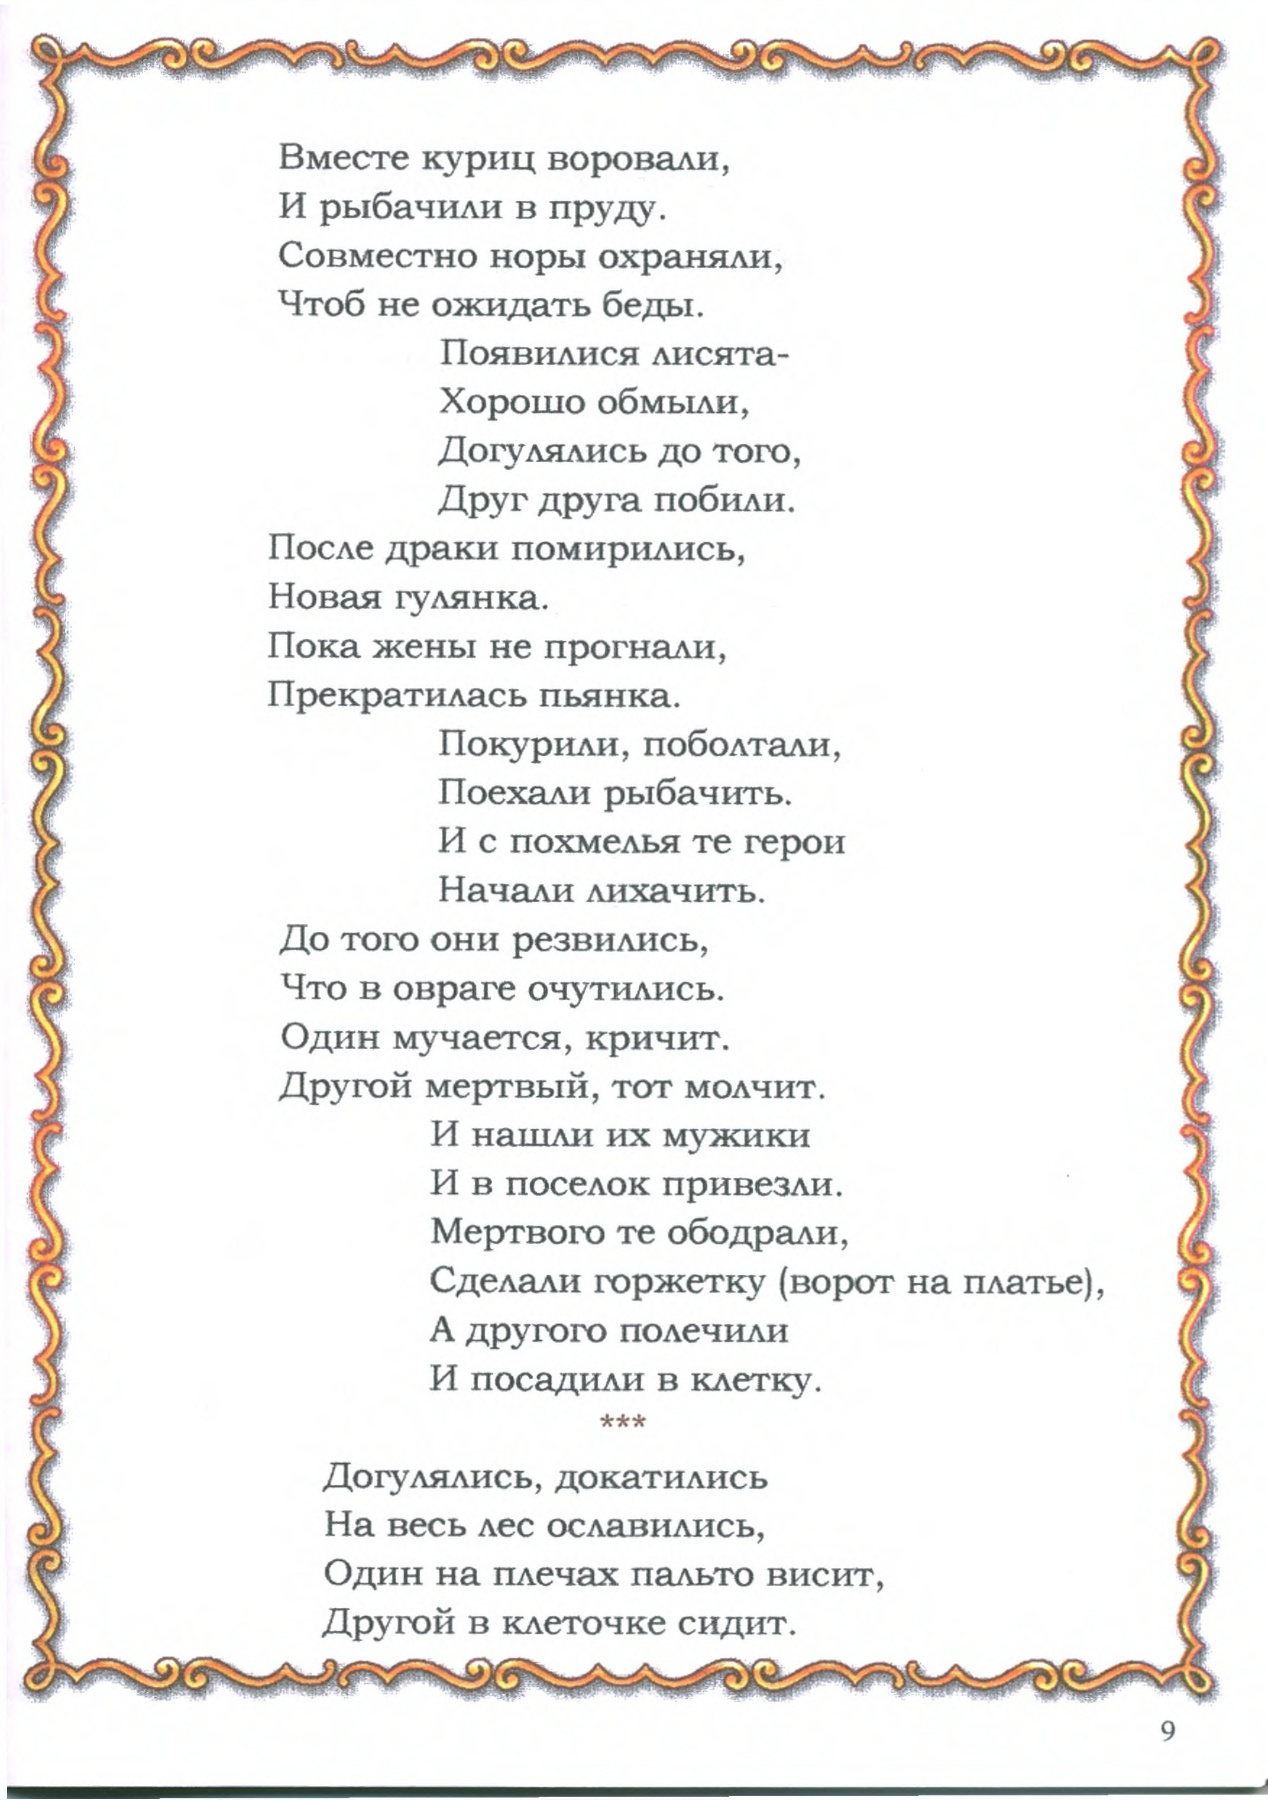 Вместе куриц воровали,
И рыбачили в пруду.
Совместно норы охраняли,
Чтоб не ожидать беды.
Появилися лисята-
Хорошо обмыли,
Догулялись до того,
Друг друга побили.
После драки помирились,
Новая гулянка.
Пока жены не прогнали,
Прекратилась пьянка.
Покурили, поболтали,
Поехали рыбачить.
И с похмелья те герои
Начали лихачить.
До того они резвились,
Что в овраге очутились.
Один мучается, кричит.
Другой мертвый, тот молчит.
И нашли их мужики
И в поселок привезли.
Мертвого те ободрали,
Сделали горжетку (ворот на платье),
А другого полечили
И посадили в клетку.
***
Догулялись, докатились
На весь лес ославились,
Один на плечах пальто висит,
Другой в клеточке сидит.
9